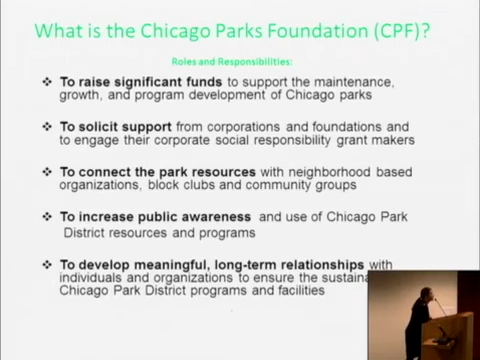 What is the Chicago Parks Foundation (CPF)?
Roles and Responsibilities:
❖ To raise significant funds to support the maintenance,
growth, and program development of Chicago parks
❖ To solicit support from corporations and foundations and
to engage their corporate social responsibility grant makers
❖ To connect the park resources with neighborhood based
organizations, block clubs and community groups
❖ To increase public awareness and use of Chicago Park
District resources and programs
❖ To develop meaningful, long-term relationships with
individuals and organizations to ensure the
Chicago Park District programs and facilities